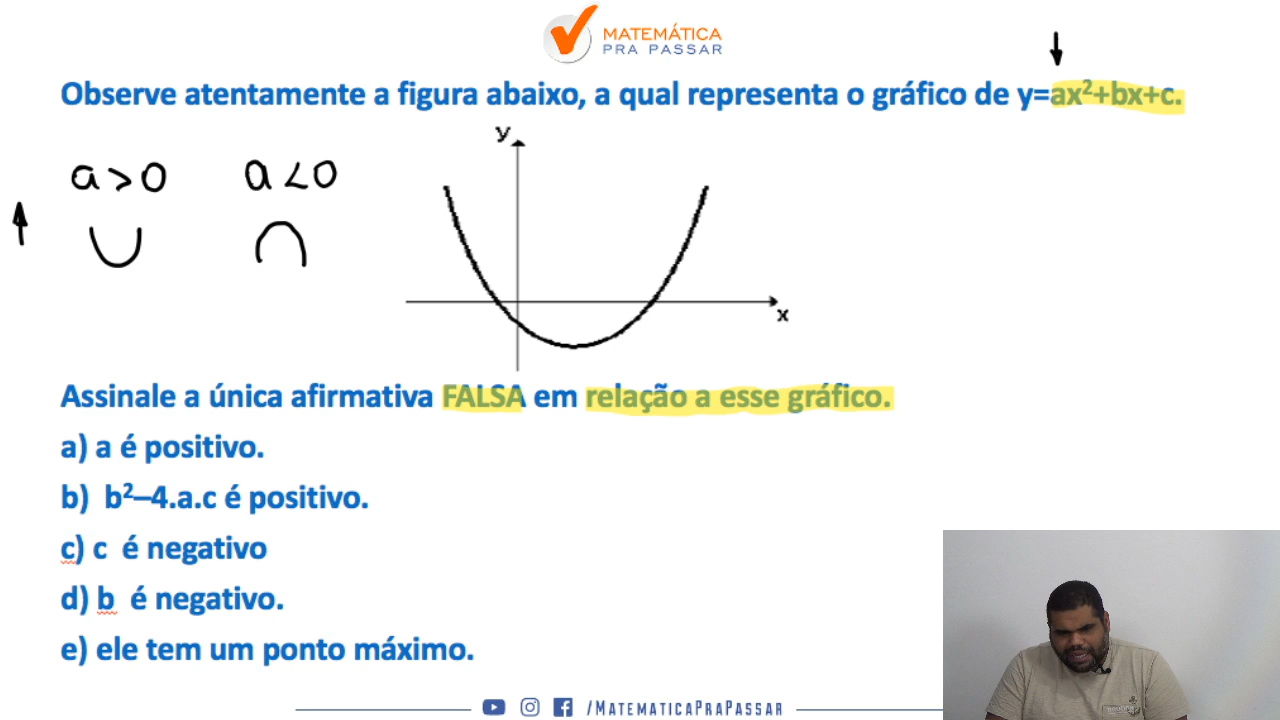 MATEMÁTICA
PRA PASSAR
Observe atentamente a figura abaixo, a qual representa o gráfico de y=ax²+bx+c.
a>0 a<0
y
x
Assinale a única afirmativa FALSA em relação a esse gráfico.
a) a é positivo.
b) b²–4.a.c é positivo.
c) c é negativo
d) b é negativo.
e) ele tem um ponto máximo.
/MatematicaPraPassar